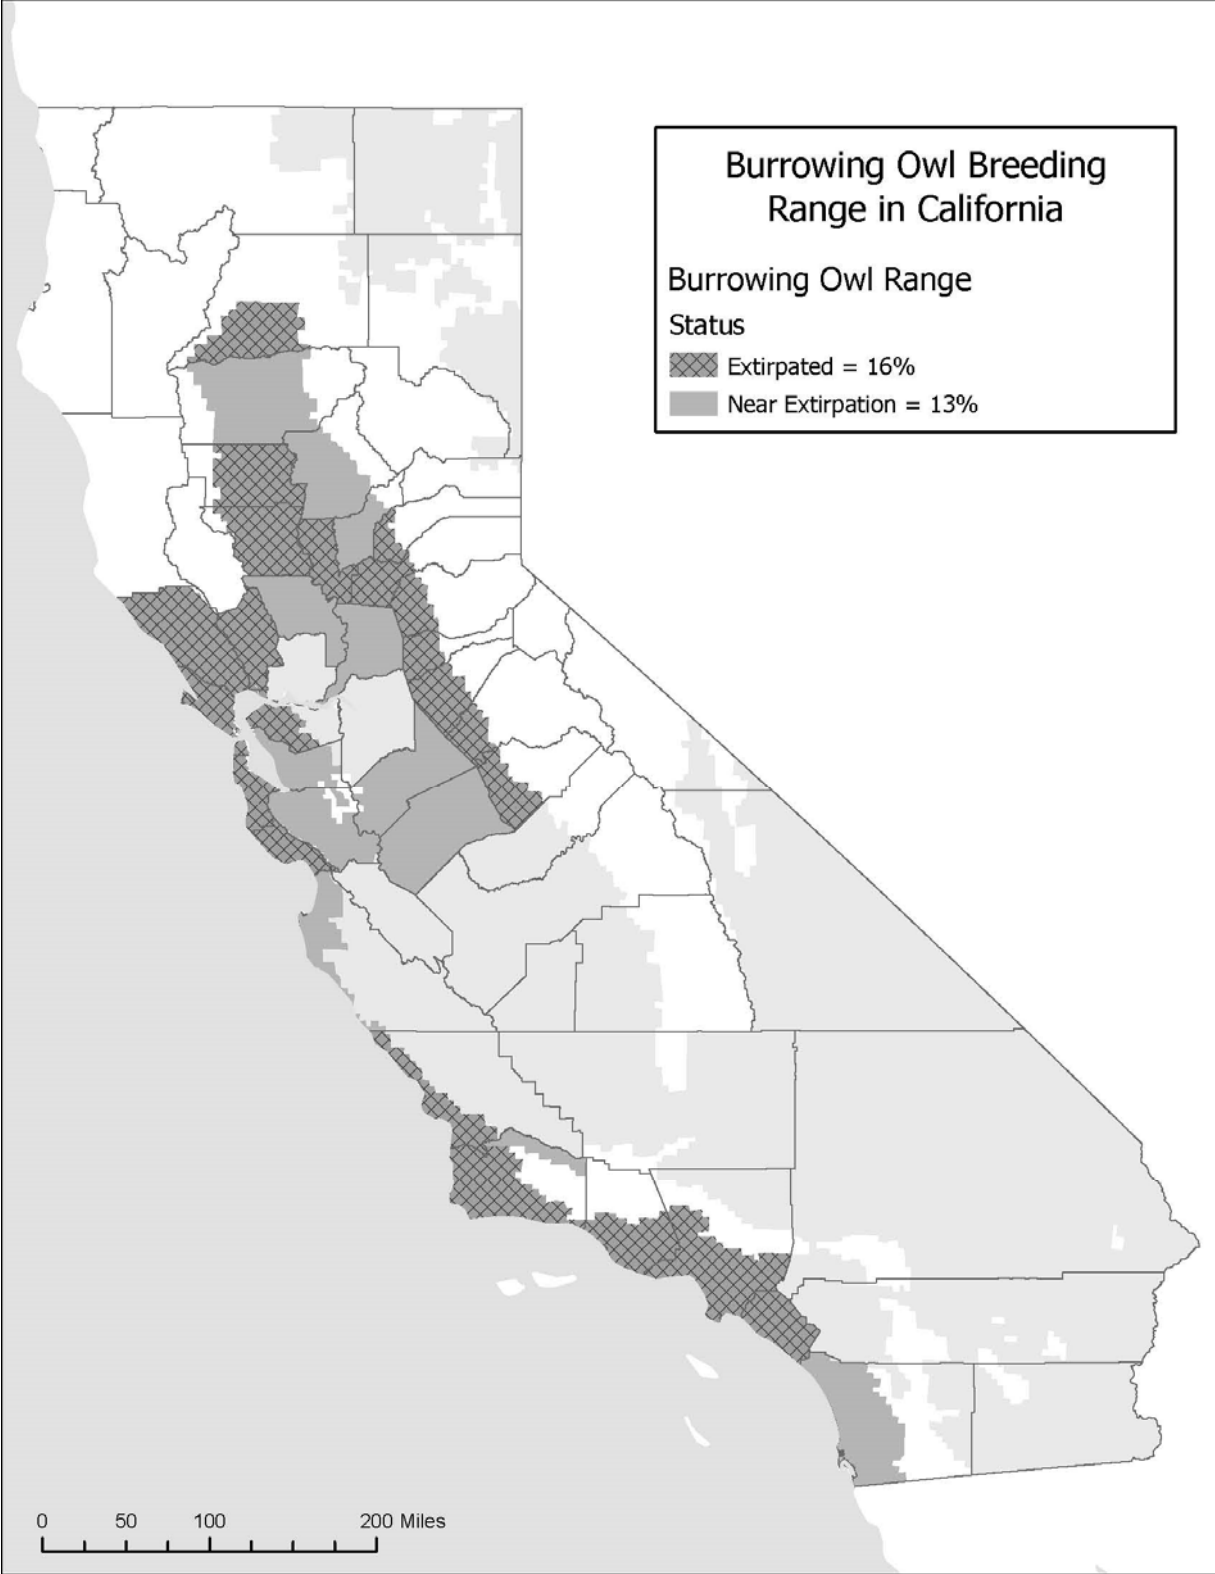 Burrowing Owl Breeding
Range in California
Burrowing Owl Range
Status
Extirpated = 16%
Near Extirpation = 13%
0 50 100 200 Miles